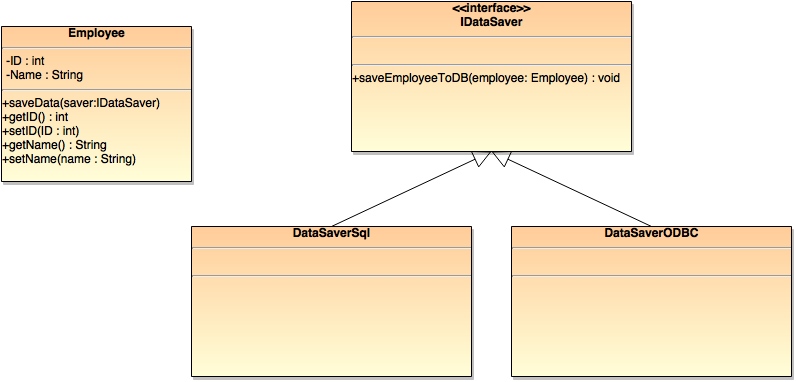 Employee
-ID : int
-Name : String
+saveData(saver:IDataSaver)
+getID() : int
+setID(ID : int)
+getName() : String
+setName(name : String)
<<interface>>
IDataSaver
+saveEmployeeToDB(employee: Employee) : void
DataSaverSql
DataSaverODBC